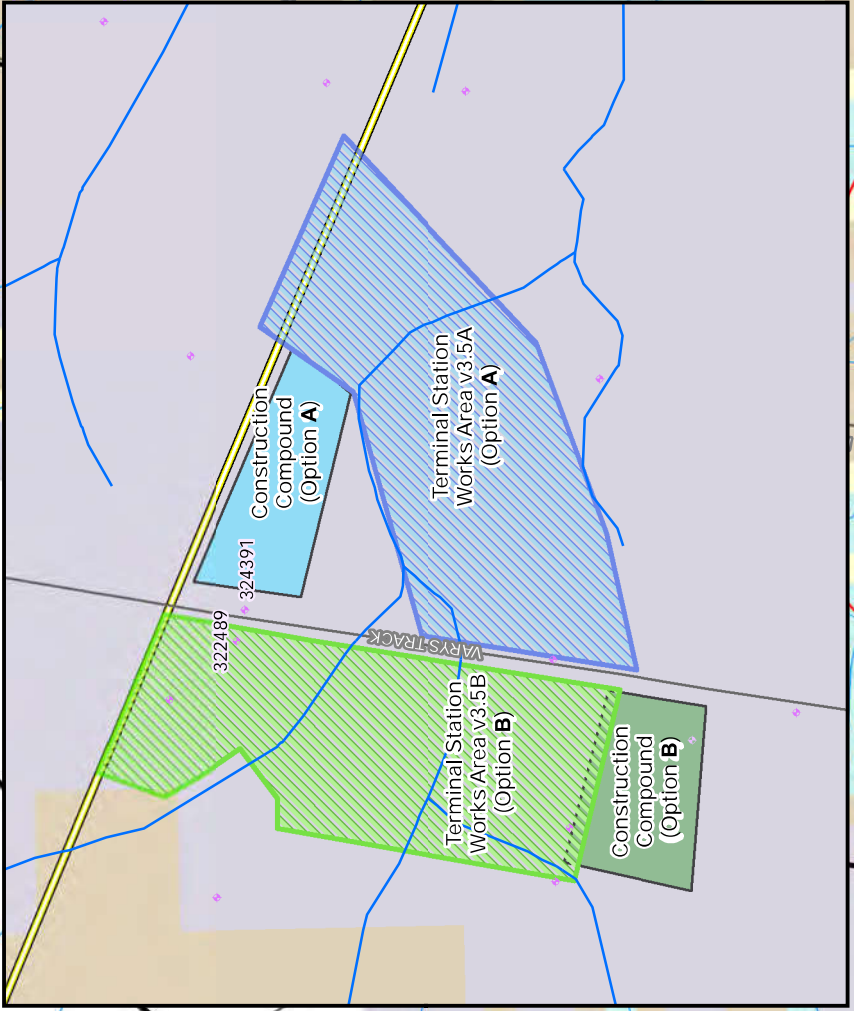 Construction
Compound
(Option A)
Terminal Station
Works Area v3.5A
(Option A)
324391
322489
VARYS TRACK
Terminal Station
Works Area v3.5B
(Option B)
Construction
Compound
(Option B)